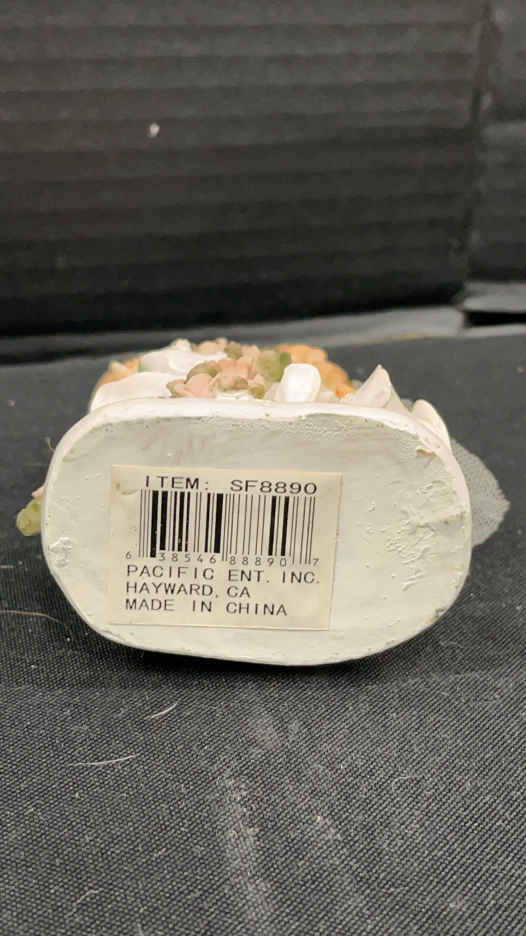 ITEM: SF8890
6 38546 88890 7
PACIFIC ENT. INC.
HAYWARD, CA
MADE IN CHINA